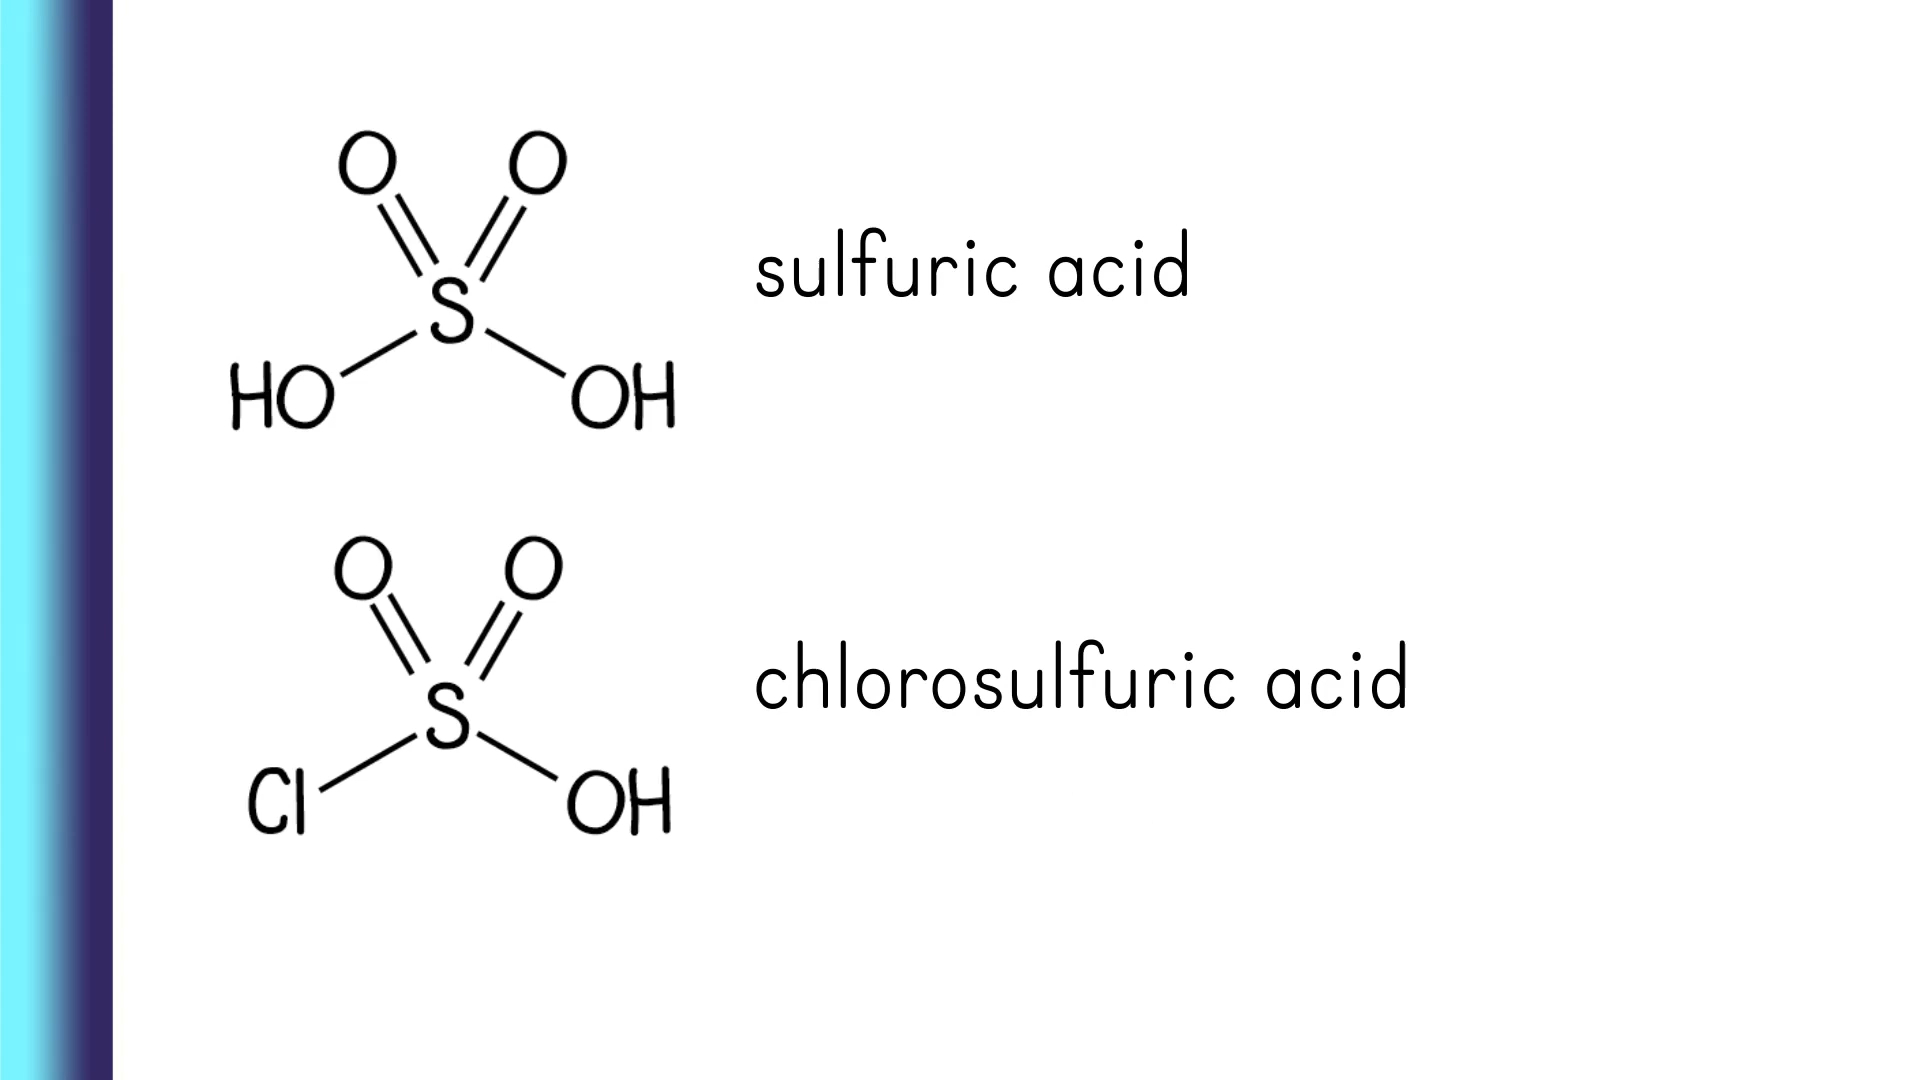 O O
S
HO OH
sulfuric acid
O O
S
Cl OH
chlorosulfuric acid